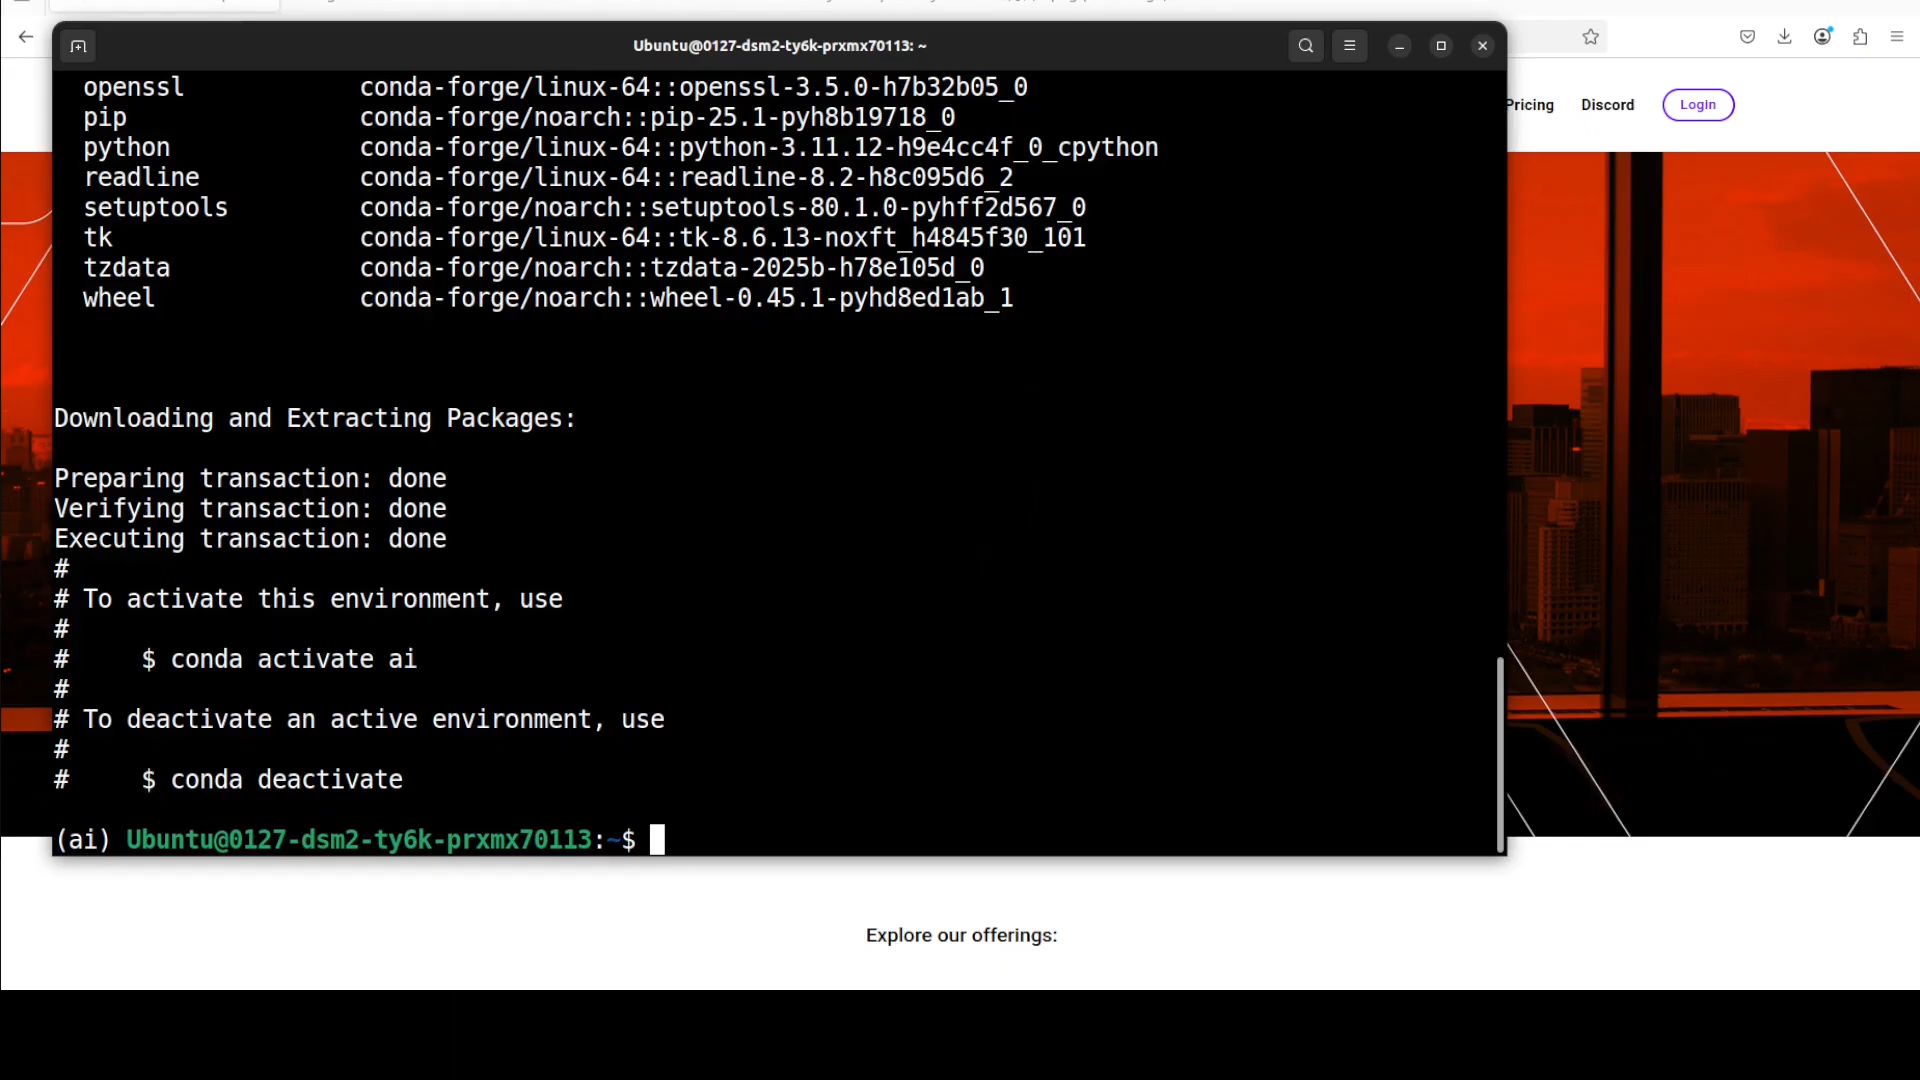 Ubuntu@0127-dsm2-ty6k-prxmx70113: ~
openssl conda-forge/linux-64::openssl-3.5.0-h7b32b05_0
pip conda-forge/noarch::pip-25.1-pyh8b19718_0
python conda-forge/linux-64::python-3.11.12-h9e4cc4f_0_cpython
readline conda-forge/linux-64::readline-8.2-h8c095d6_2
setuptools conda-forge/noarch::setuptools-80.1.0-pyhff2d567_0
tk conda-forge/linux-64::tk-8.6.13-noxft_h4845f30_101
tzdata conda-forge/noarch::tzdata-2025b-h78e105d_0
wheel conda-forge/noarch::wheel-0.45.1-pyhd8ed1ab_1
Downloading and Extracting Packages:
Preparing transaction: done
Verifying transaction: done
Executing transaction: done
#
# To activate this environment, use
#
# $ conda activate ai
#
# To deactivate an active environment, use
#
# $ conda deactivate
(ai) Ubuntu@0127-dsm2-ty6k-prxmx70113:~$
Pricing Discord Login
Explore our offerings: